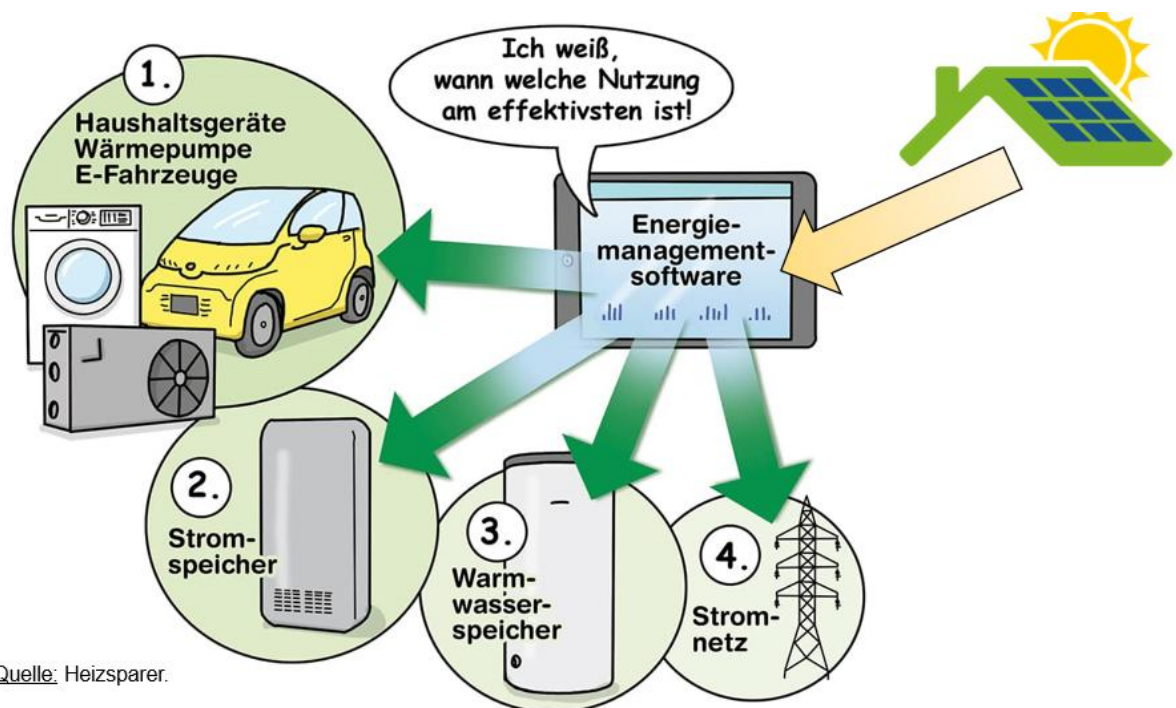 Ich weiß,
wann welche Nutzung
am effektivsten ist!
1.
Haushaltsgeräte
Wärmepumpe
E-Fahrzeuge
Energie-
management-
software
2.
Strom-
speicher
3.
Warm-
wasser-
speicher
4.
Strom-
netz
Quelle: Heizsparer.